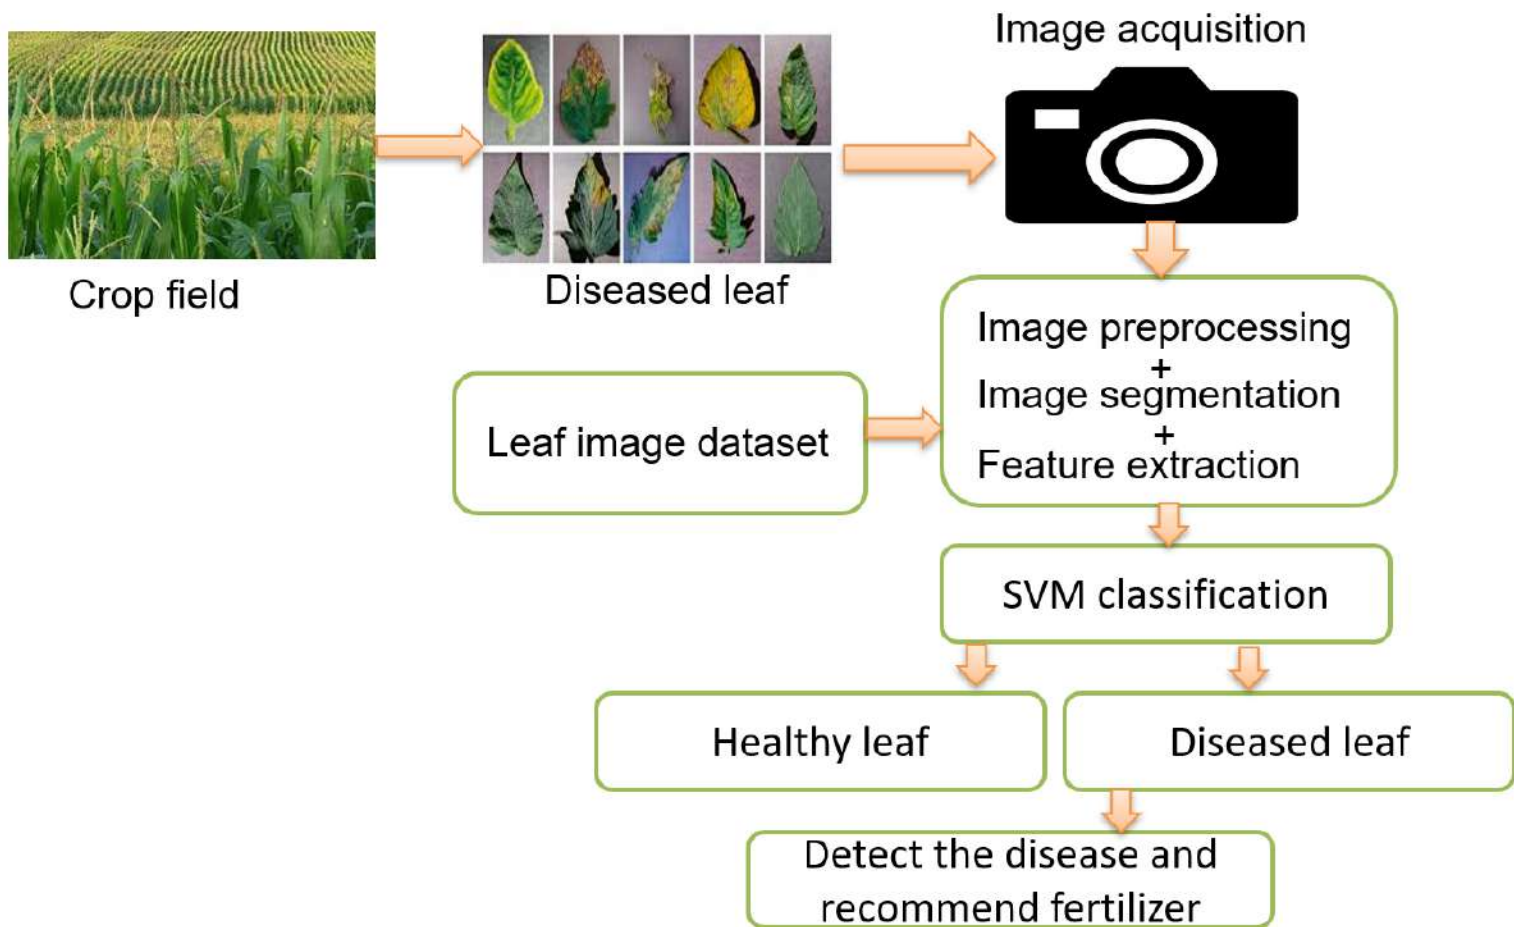 Image acquisition
Crop field
Diseased leaf
Image preprocessing
+
Image segmentation
+
Feature extraction
Leaf image dataset
SVM classification
Healthy leaf
Diseased leaf
Detect the disease and
recommend fertilizer